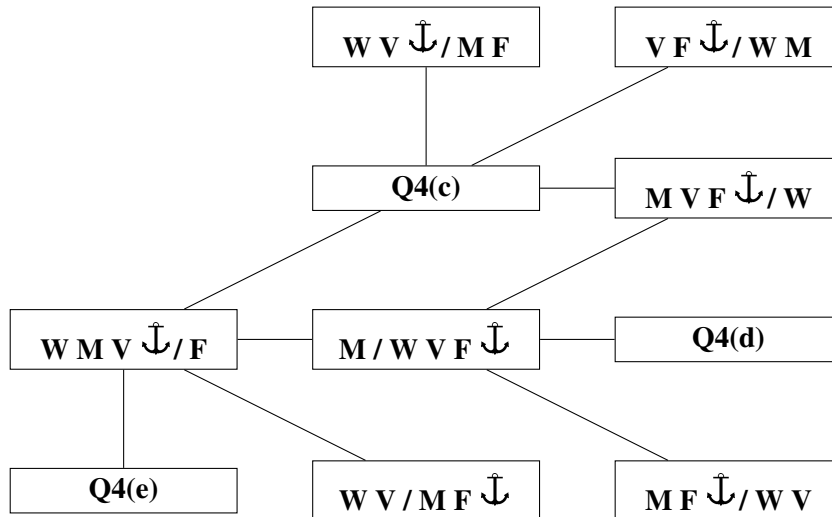 W V ⚓ / M F
V F ⚓ / W M
Q4(c)
M V F ⚓ / W
W M V ⚓ / F
M / W V F ⚓
Q4(d)
Q4(e)
W V / M F ⚓
M F ⚓ / W V